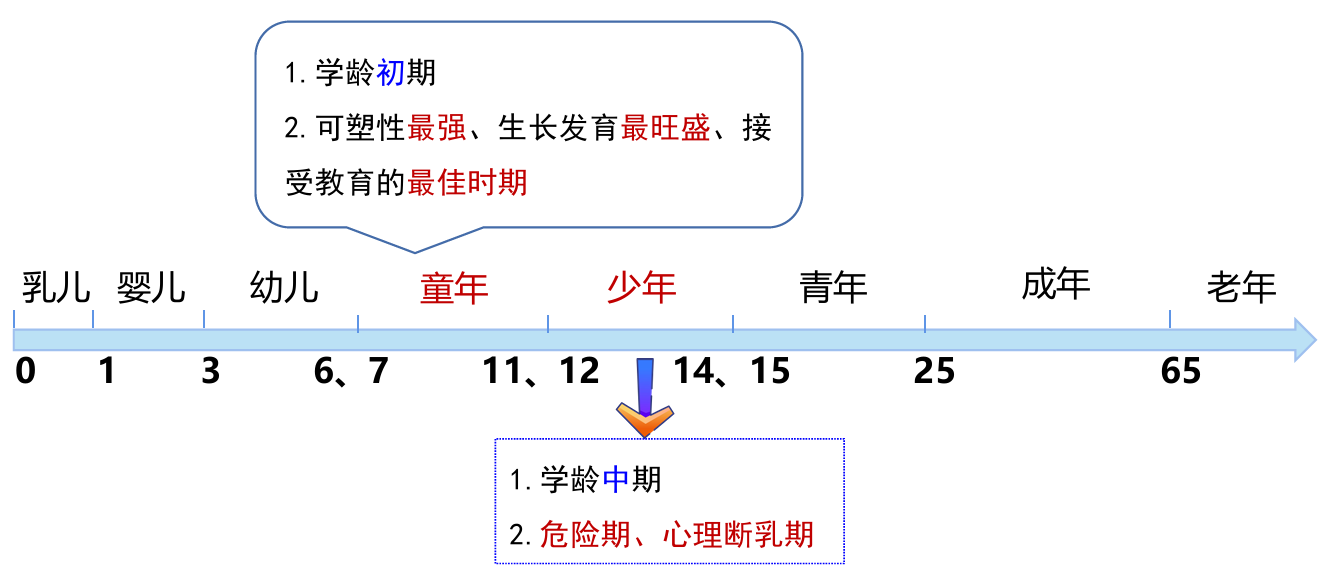 1.学龄初期
2.可塑性最强、生长发育最旺盛、接
受教育的最佳时期
乳儿 婴儿 幼儿 童年 少年 青年 成年 老年
0 1 3 6、7 11、12 14、15 25 65
1.学龄中期
2.危险期、心理断乳期